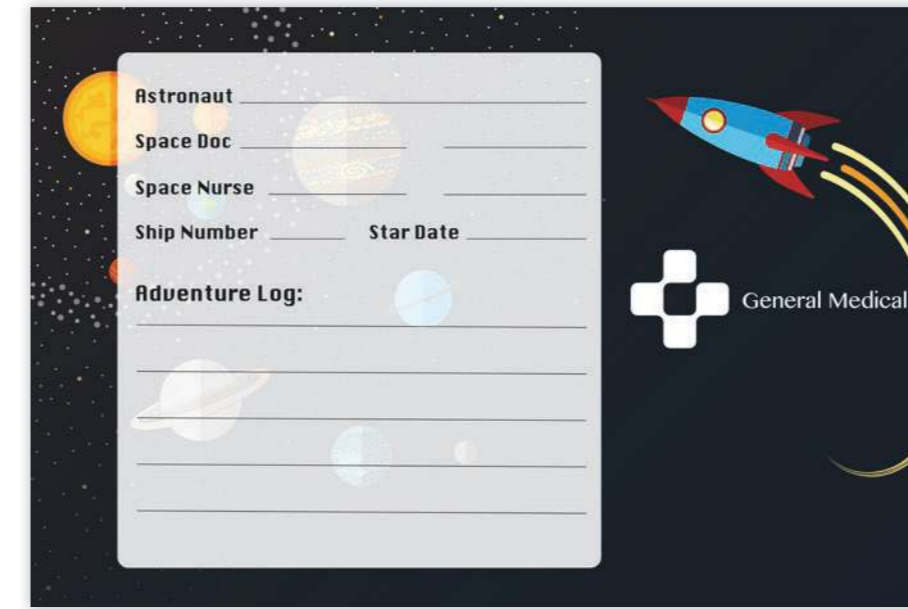 Astronaut
Space Doc
Space Nurse
Ship Number Star Date
Adventure Log:
General Medical